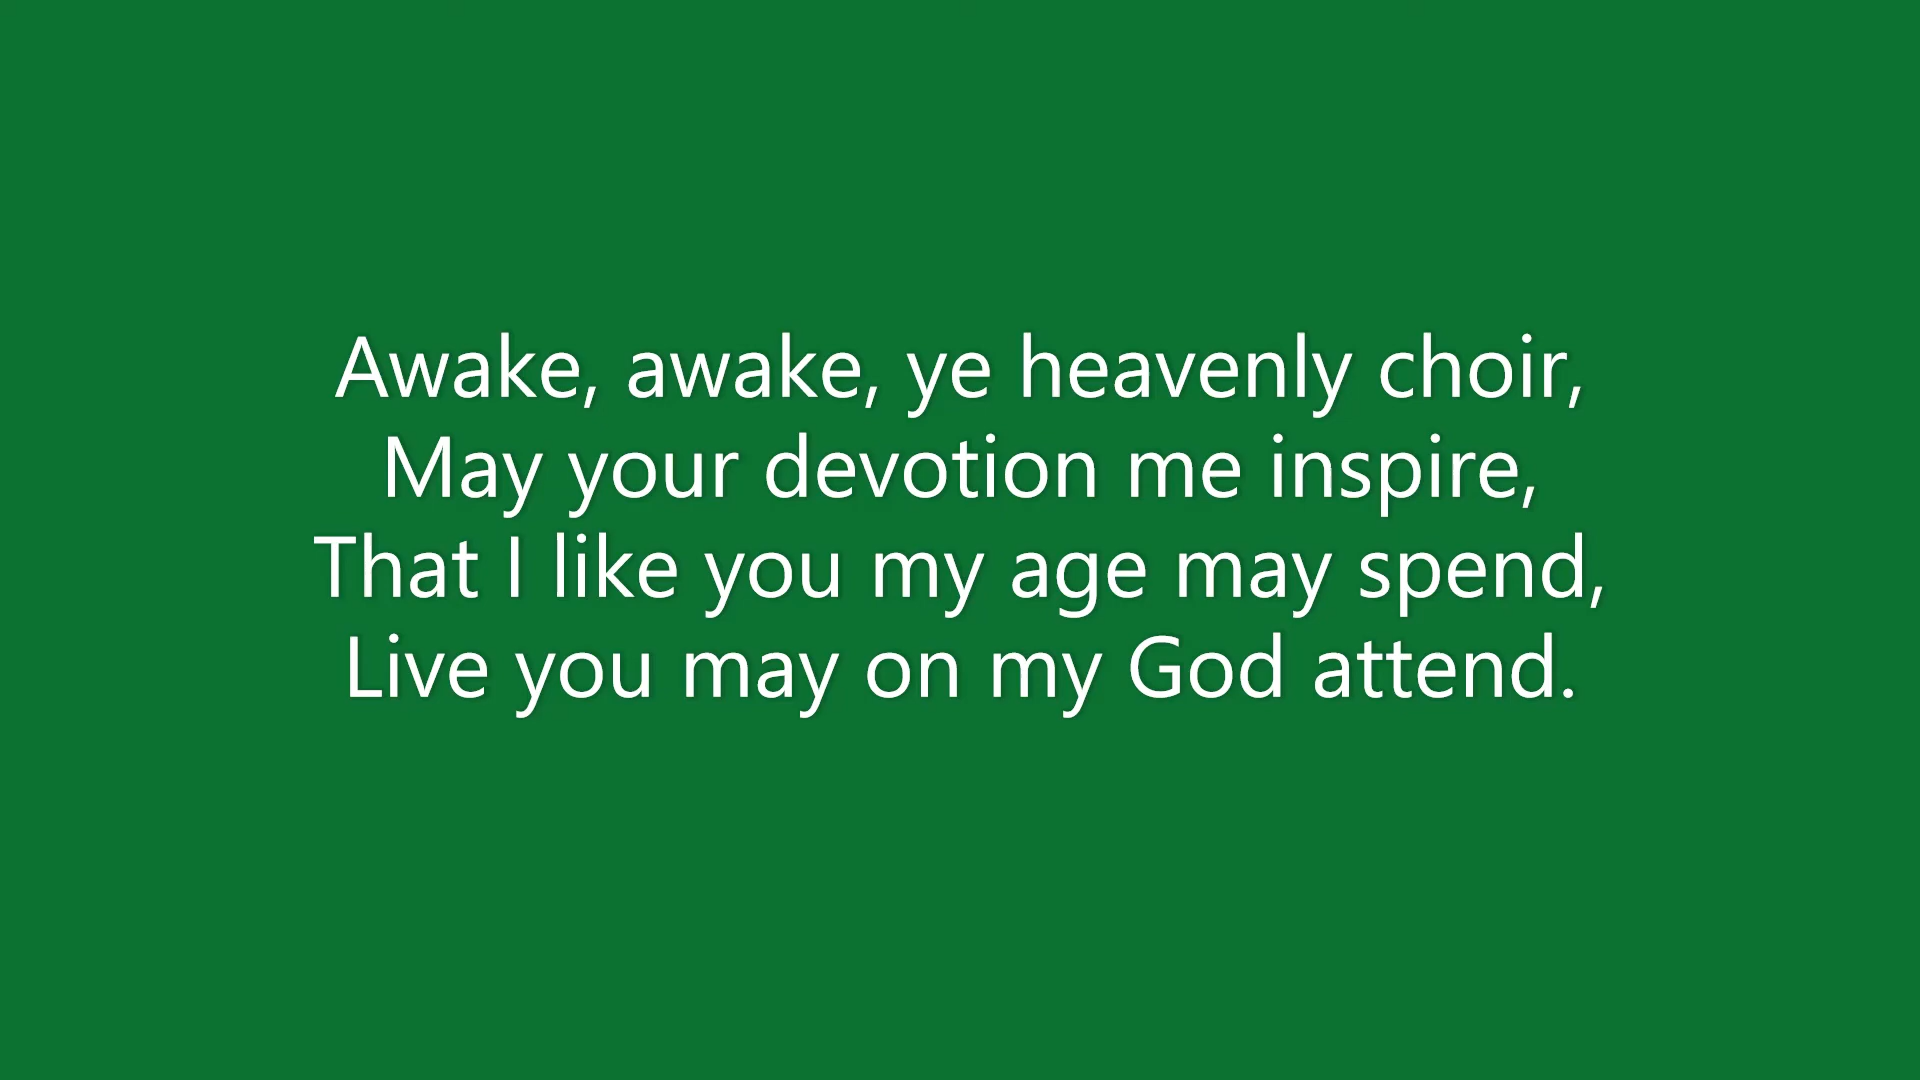 Awake, awake, ye heavenly choir,
May your devotion me inspire,
That I like you my age may spend,
Live you may on my God attend.